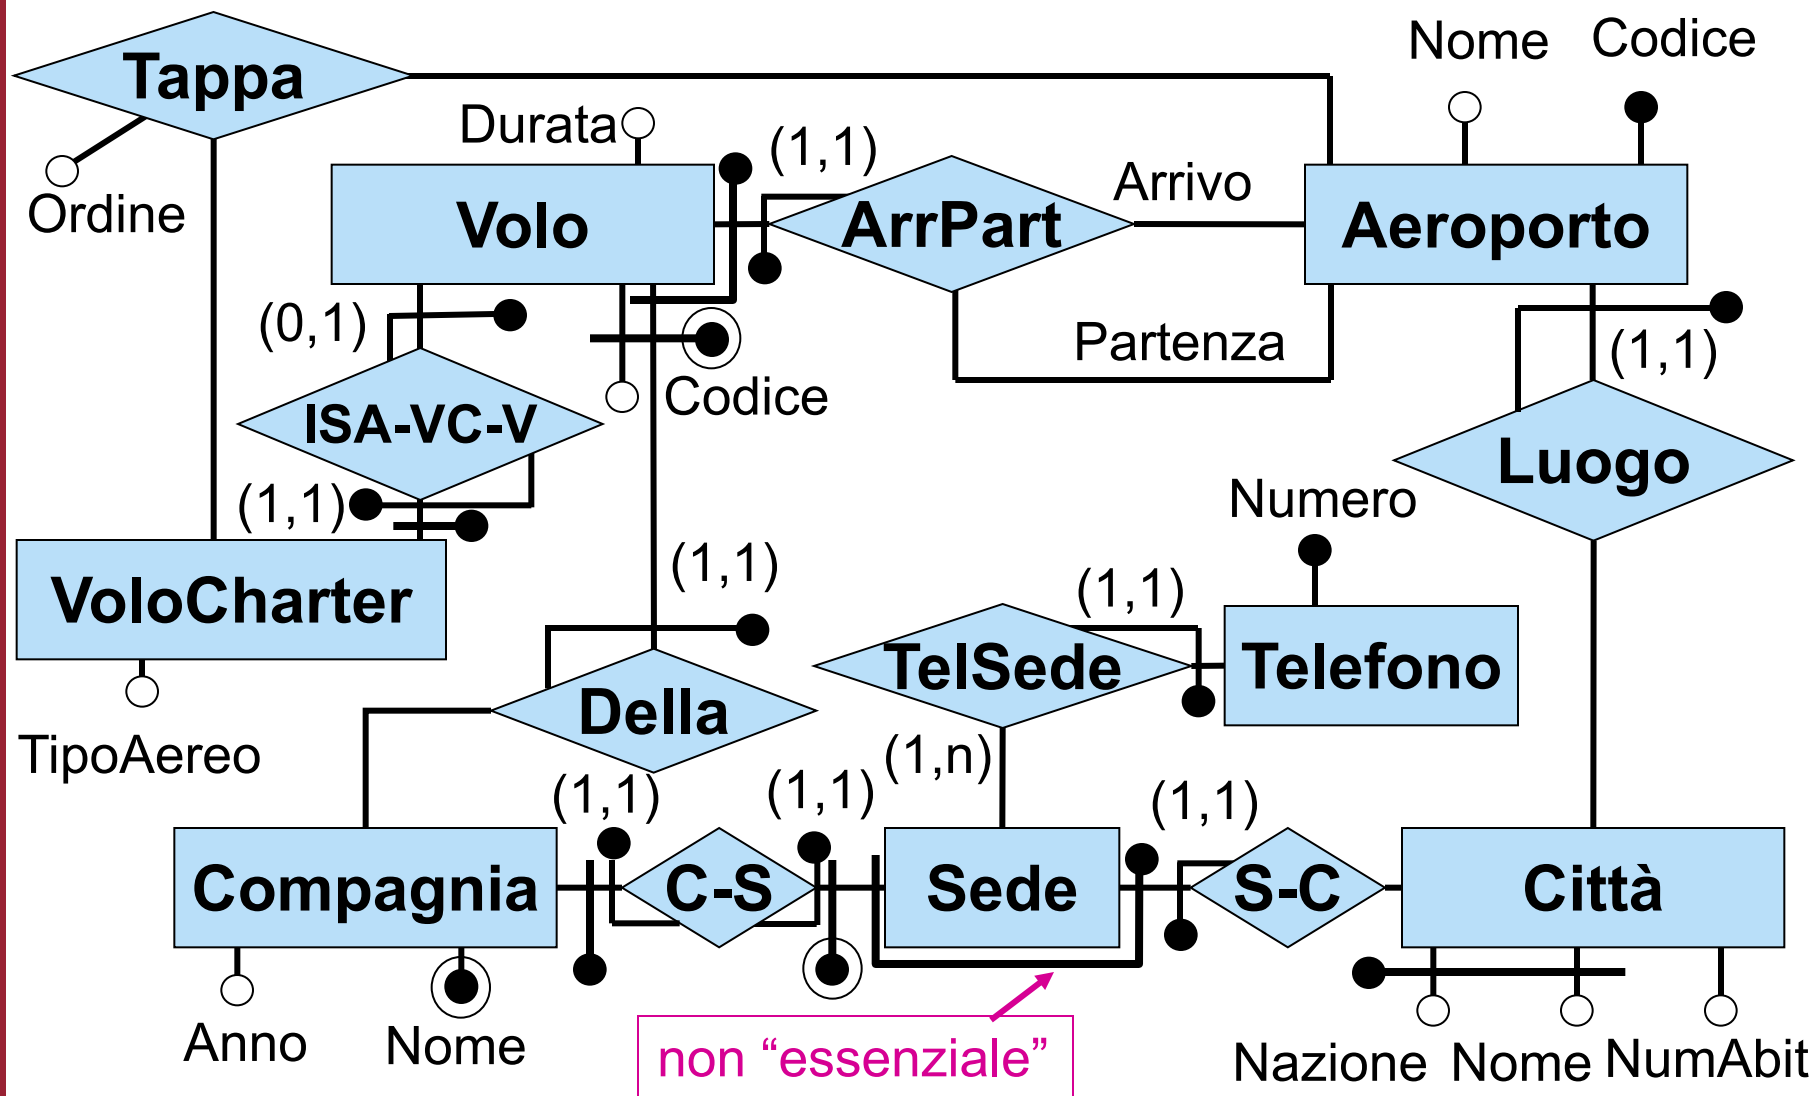 Nome Codice
Tappa
Durata
(1,1)
Arrivo
Ordine
Volo
ArrPart
Aeroporto
(0,1)
Partenza
(1,1)
Codice
ISA-VC-V
Luogo
(1,1)
Numero
(1,1)
(1,1)
VoloCharter
TelSede
Telefono
Della
TipoAereo
(1,n)
(1,1)
(1,1)
(1,1)
Compagnia
C-S
Sede
S-C
Città
Anno
Nome
non “essenziale”
Nazione Nome NumAbit